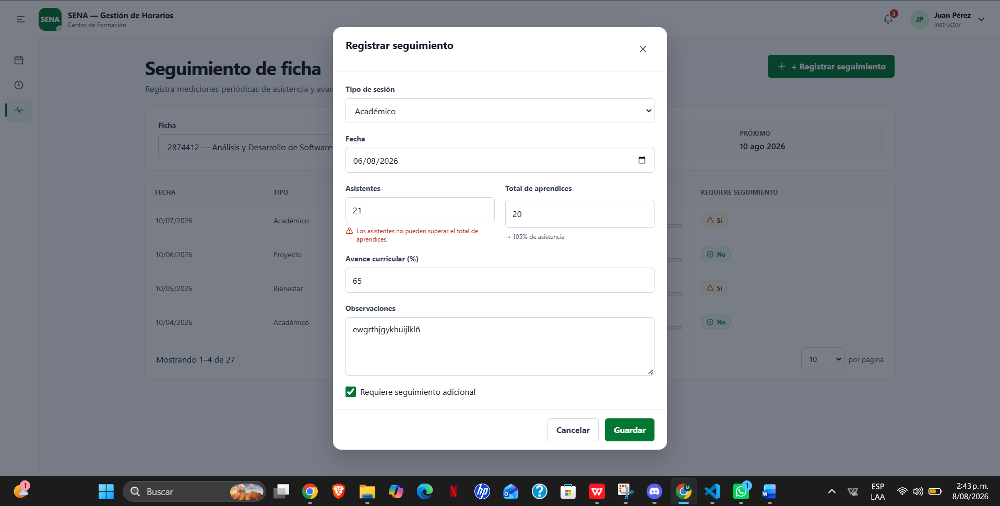 SENA
SENA — Gestión de Horarios
Centro de Formación
3
JP
Juan Pérez
Instructor
Seguimiento de ficha
Registra mediciones periódicas de asistencia y
+ + Registrar seguimiento
Ficha
2874412 — Análisis y Desarrollo de Software
PRÓXIMO
10 ago 2026
FECHA
TIPO
REQUIERE SEGUIMIENTO
10/07/2026
Académico
Sí
10/06/2026
Proyecto
No
10/05/2026
Bienestar
Sí
10/04/2026
Académico
No
Mostrando 1–4 de 27
10
por página
Registrar seguimiento
Tipo de sesión
Académico
Fecha
06/08/2026
Asistentes
Total de aprendices
21
20
Los asistentes no pueden superar el total de
aprendices.
→ 105% de asistencia
Avance curricular (%)
65
Observaciones
ewgrthjgykhuijlklñ
Requiere seguimiento adicional
Cancelar
Guardar
1
Buscar
N
hp
M
1
ESP
LAA
2:43 p. m.
8/08/2026